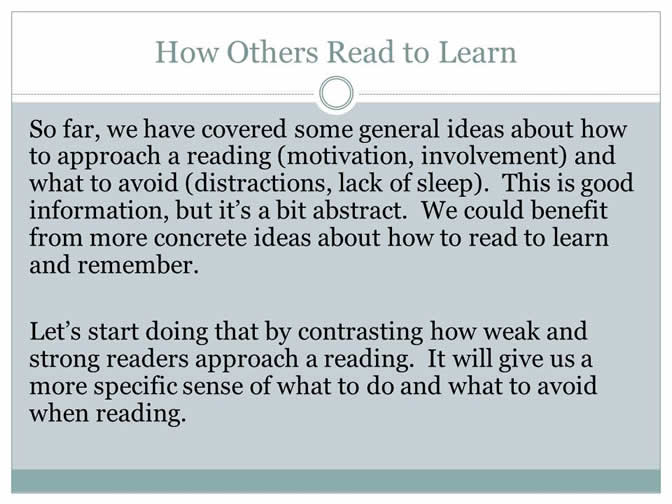 How Others Read to Learn
So far, we have covered some general ideas about how
to approach a reading (motivation, involvement) and
what to avoid (distractions, lack of sleep).  This is good
information, but it’s a bit abstract.  We could benefit
from more concrete ideas about how to read to learn
and remember.
Let’s start doing that by contrasting how weak and
strong readers approach a reading.  It will give us a
more specific sense of what to do and what to avoid
when reading.